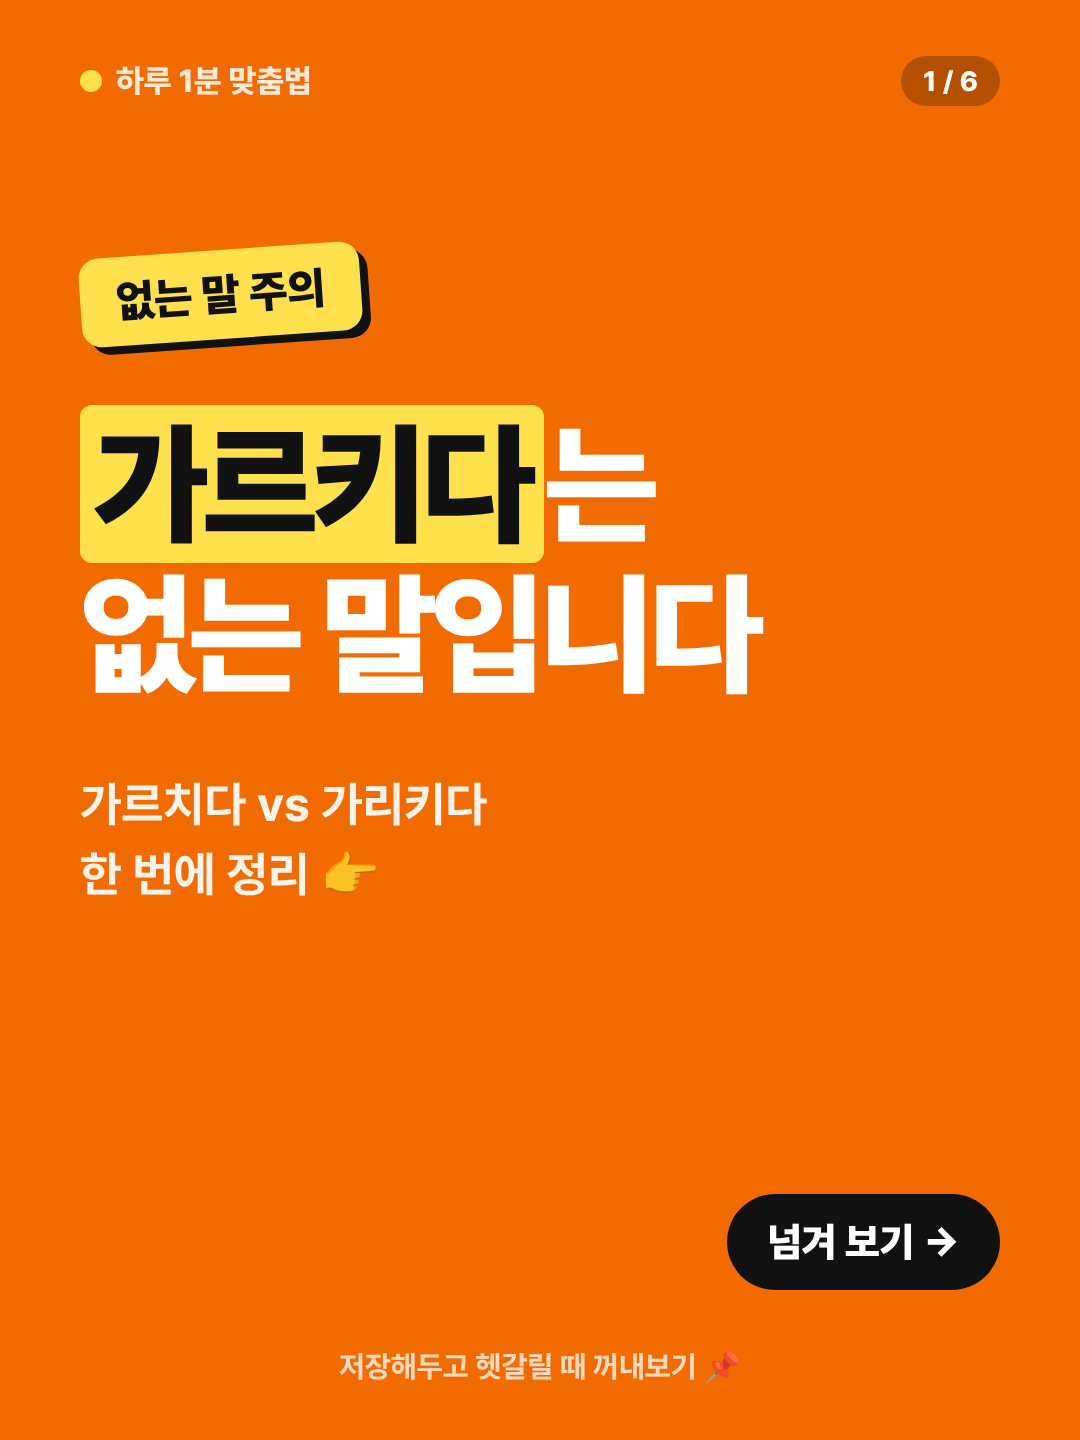 하루 1분 맞춤법
1 / 6
없는 말 주의
가르키다는
없는 말입니다
가르치다 vs 가리키다
한 번에 정리 👉
넘겨 보기 →
저장해두고 헷갈릴 때 꺼내보기 📌